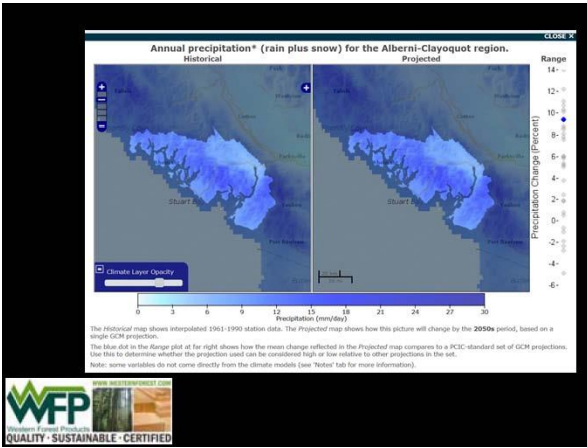 CLOSE ✕
Annual precipitation* (rain plus snow) for the Alberni-Clayoquot region.
Historical
Projected
Range
14-
12-
10-
8-
6-
4-
2-
0-
-2-
-4-
-6-
Precipitation Change (Percent)
Climate Layer Opacity
0 3 6 9 12 15 18 21 24 27 30
Precipitation (mm/day)
The Historical map shows interpolated 1961-1990 station data. The Projected map shows how this picture will change by the 2050s period, based on a
single GCM projection.
The blue dot in the Range plot at far right shows how the mean change reflected in the Projected map compares to a PCIC-standard set of GCM projections.
Use this to determine whether the projection used can be considered high or low relative to other projections in the set.
Note: some variables do not come directly from the climate models (see 'Notes' tab for more information).
WWW.WESTERNFOREST.COM
WFP
Western Forest Products
QUALITY · SUSTAINABLE · CERTIFIED